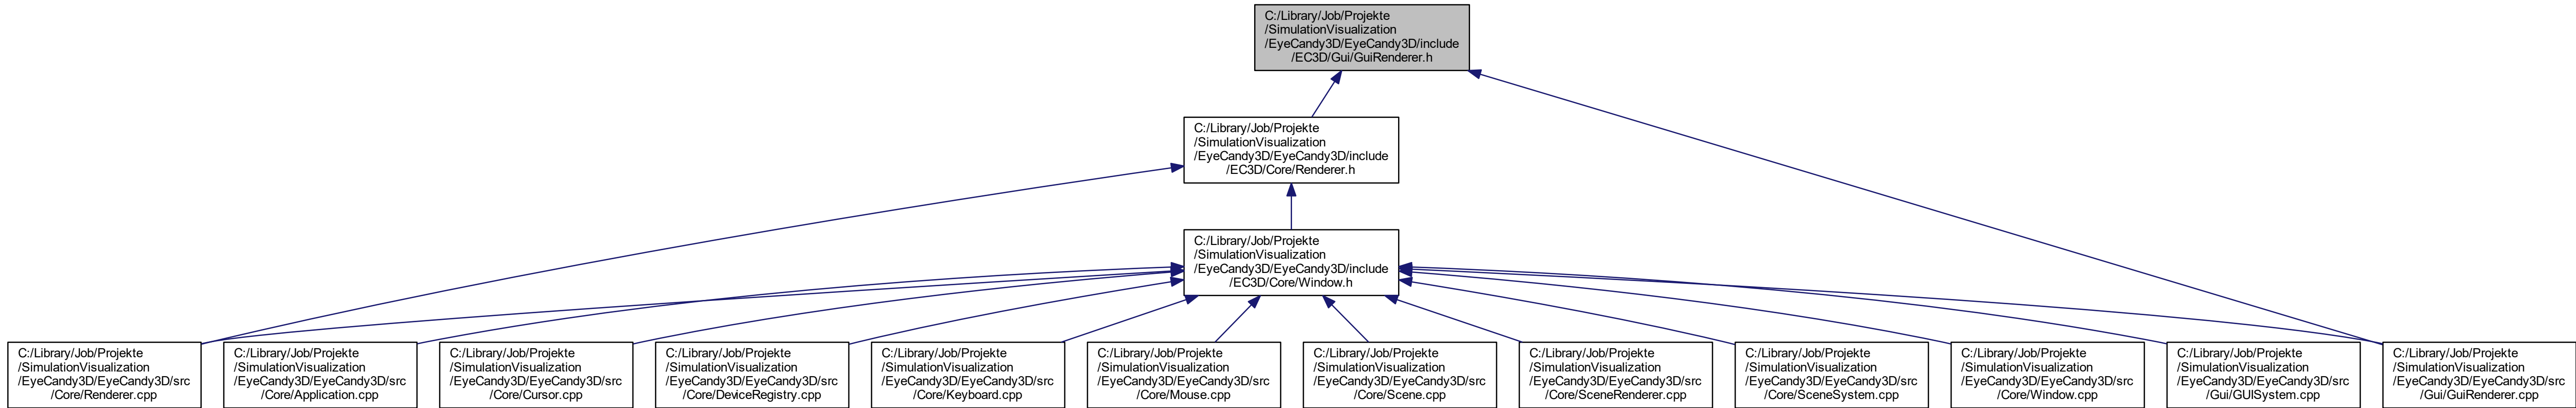 C:/Library/Job/Projekte
/SimulationVisualization
/EyeCandy3D/EyeCandy3D/include
/EC3D/Gui/GuiRenderer.h
C:/Library/Job/Projekte
/SimulationVisualization
/EyeCandy3D/EyeCandy3D/include
/EC3D/Core/Renderer.h
C:/Library/Job/Projekte
/SimulationVisualization
/EyeCandy3D/EyeCandy3D/include
/EC3D/Core/Window.h
C:/Library/Job/Projekte
/SimulationVisualization
/EyeCandy3D/EyeCandy3D/src
/Core/Renderer.cpp
C:/Library/Job/Projekte
/SimulationVisualization
/EyeCandy3D/EyeCandy3D/src
/Core/Application.cpp
C:/Library/Job/Projekte
/SimulationVisualization
/EyeCandy3D/EyeCandy3D/src
/Core/Cursor.cpp
C:/Library/Job/Projekte
/SimulationVisualization
/EyeCandy3D/EyeCandy3D/src
/Core/DeviceRegistry.cpp
C:/Library/Job/Projekte
/SimulationVisualization
/EyeCandy3D/EyeCandy3D/src
/Core/Keyboard.cpp
C:/Library/Job/Projekte
/SimulationVisualization
/EyeCandy3D/EyeCandy3D/src
/Core/Mouse.cpp
C:/Library/Job/Projekte
/SimulationVisualization
/EyeCandy3D/EyeCandy3D/src
/Core/Scene.cpp
C:/Library/Job/Projekte
/SimulationVisualization
/EyeCandy3D/EyeCandy3D/src
/Core/SceneRenderer.cpp
C:/Library/Job/Projekte
/SimulationVisualization
/EyeCandy3D/EyeCandy3D/src
/Core/SceneSystem.cpp
C:/Library/Job/Projekte
/SimulationVisualization
/EyeCandy3D/EyeCandy3D/src
/Core/Window.cpp
C:/Library/Job/Projekte
/SimulationVisualization
/EyeCandy3D/EyeCandy3D/src
/Gui/GUISystem.cpp
C:/Library/Job/Projekte
/SimulationVisualization
/EyeCandy3D/EyeCandy3D/src
/Gui/GuiRenderer.cpp